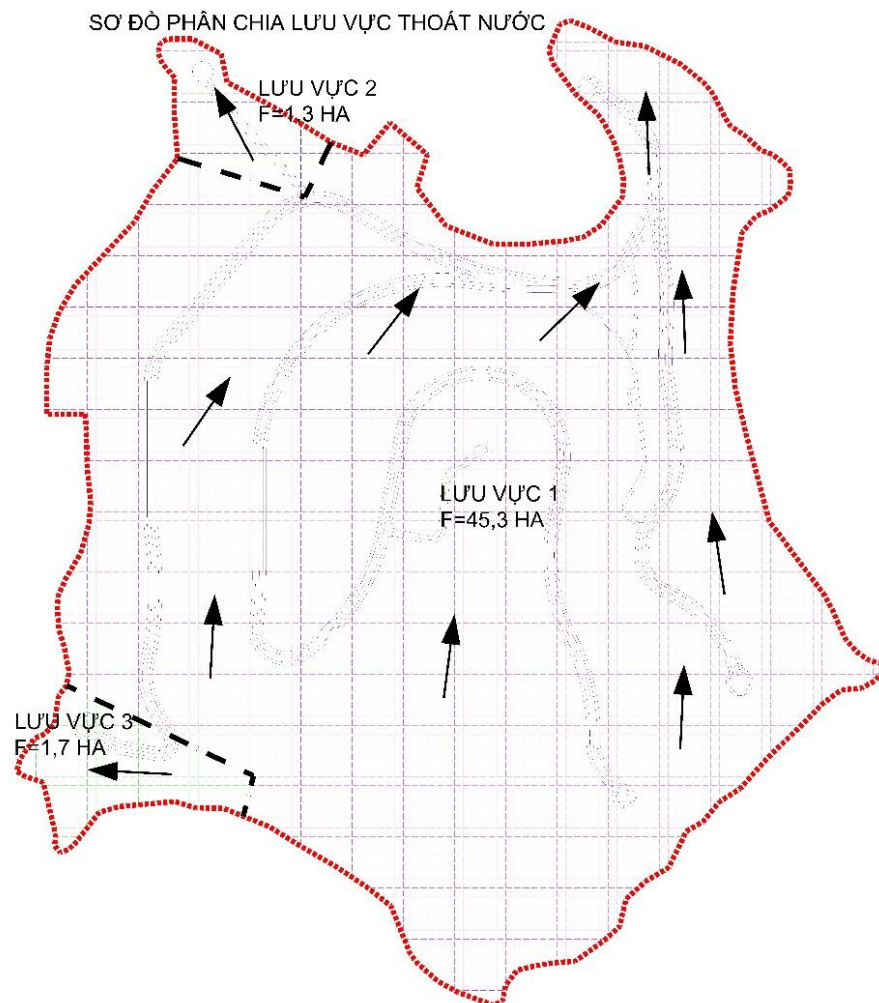 SƠ ĐỒ PHÂN CHIA LƯU VỰC THOÁT NƯỚC
LƯU VỰC 2
F=1,3 HA
LƯU VỰC 1
F=45,3 HA
LƯU VỰC 3
F=1,7 HA